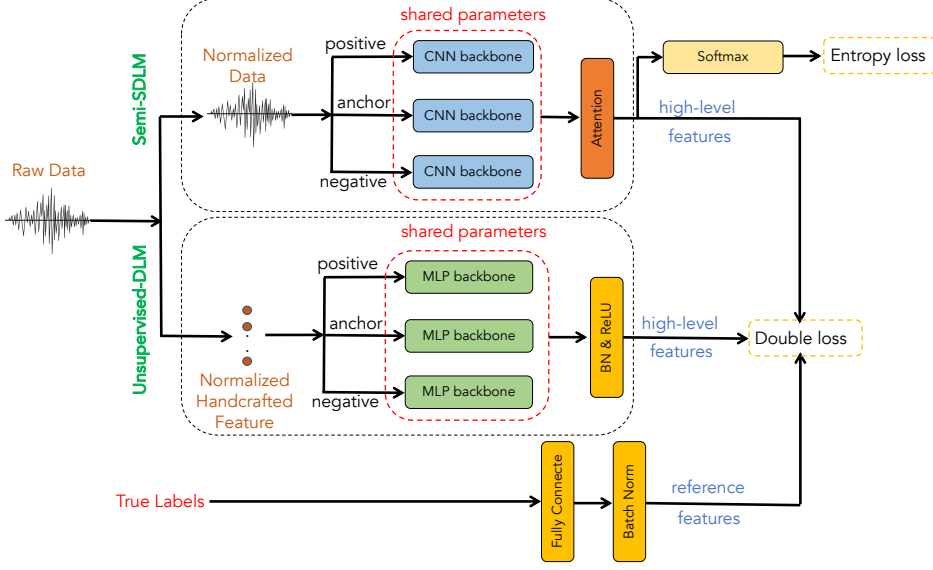 shared parameters
Normalized
Data
positive
anchor
negative
CNN backbone
CNN backbone
CNN backbone
Attention
Softmax
Entropy loss
high-level
features
Semi-SDLM
Raw Data
Unsupervised-DLM
shared parameters
positive
anchor
negative
MLP backbone
MLP backbone
MLP backbone
BN & ReLU
high-level
features
Double loss
Normalized
Handcrafted
Feature
True Labels
Fully Connecte
Batch Norm
reference
features